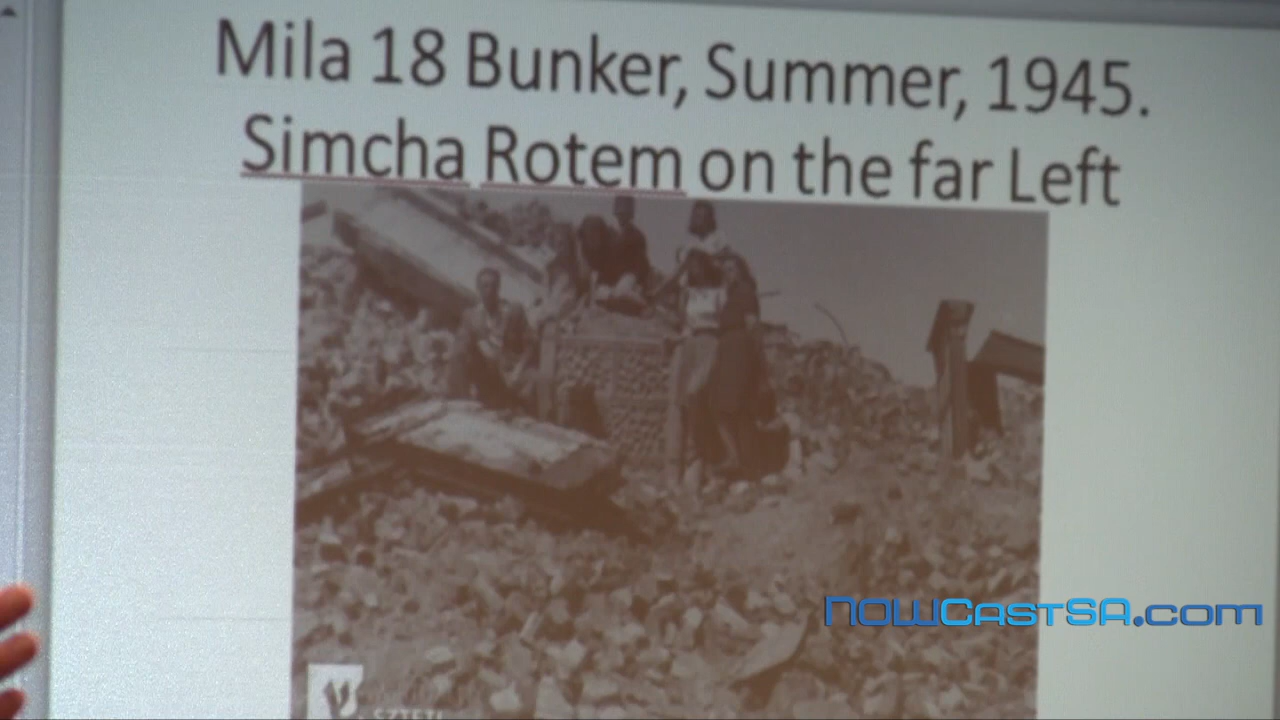 Mila 18 Bunker, Summer, 1945.
Simcha Rotem on the far Left
NOWCASTSA.com